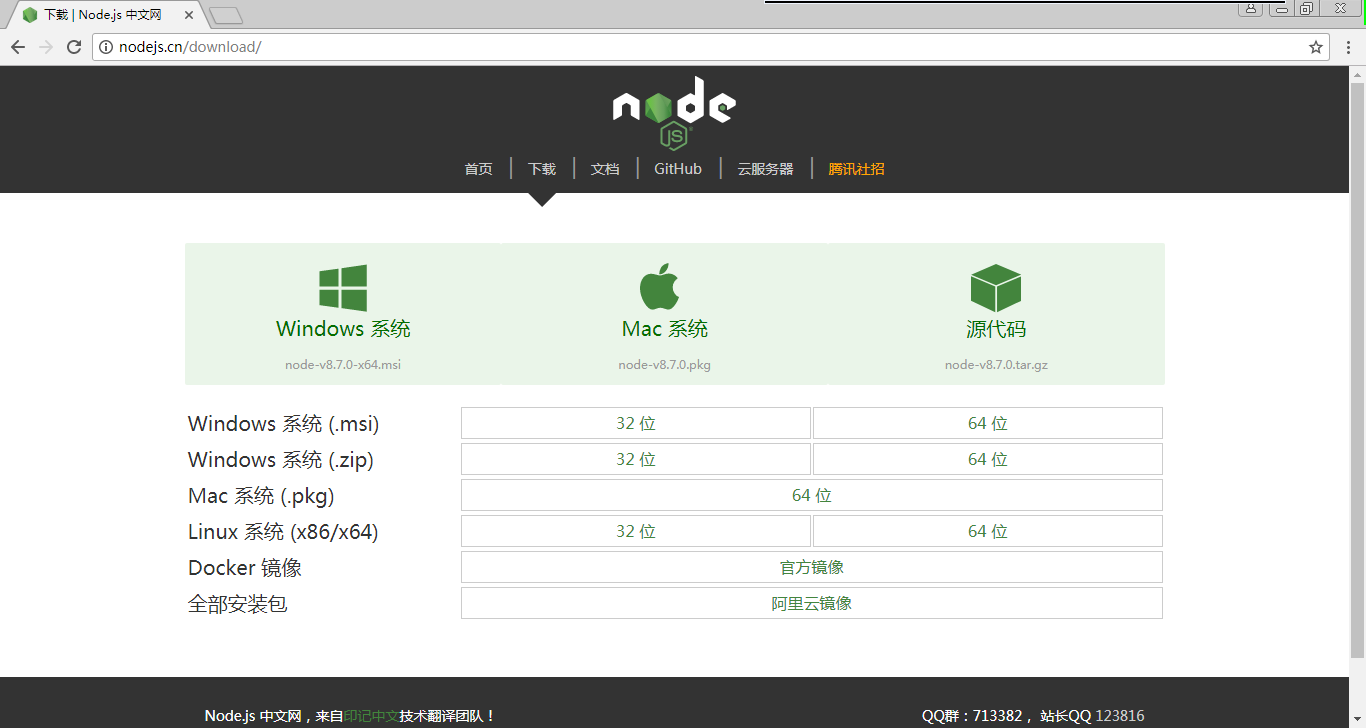 下载 | Node.js 中文网
nodejs.cn/download/
node
JS
首页 下载 文档 GitHub 云服务器 腾讯社招
Windows 系统 Mac 系统 源代码
node-v8.7.0-x64.msi node-v8.7.0.pkg node-v8.7.0.tar.gz
Windows 系统 (.msi) 32 位 64 位
Windows 系统 (.zip) 32 位 64 位
Mac 系统 (.pkg) 64 位
Linux 系统 (x86/x64) 32 位 64 位
Docker 镜像 官方镜像
全部安装包 阿里云镜像
Node.js 中文网，来自印记中文技术翻译团队！ QQ群：713382， 站长QQ 123816